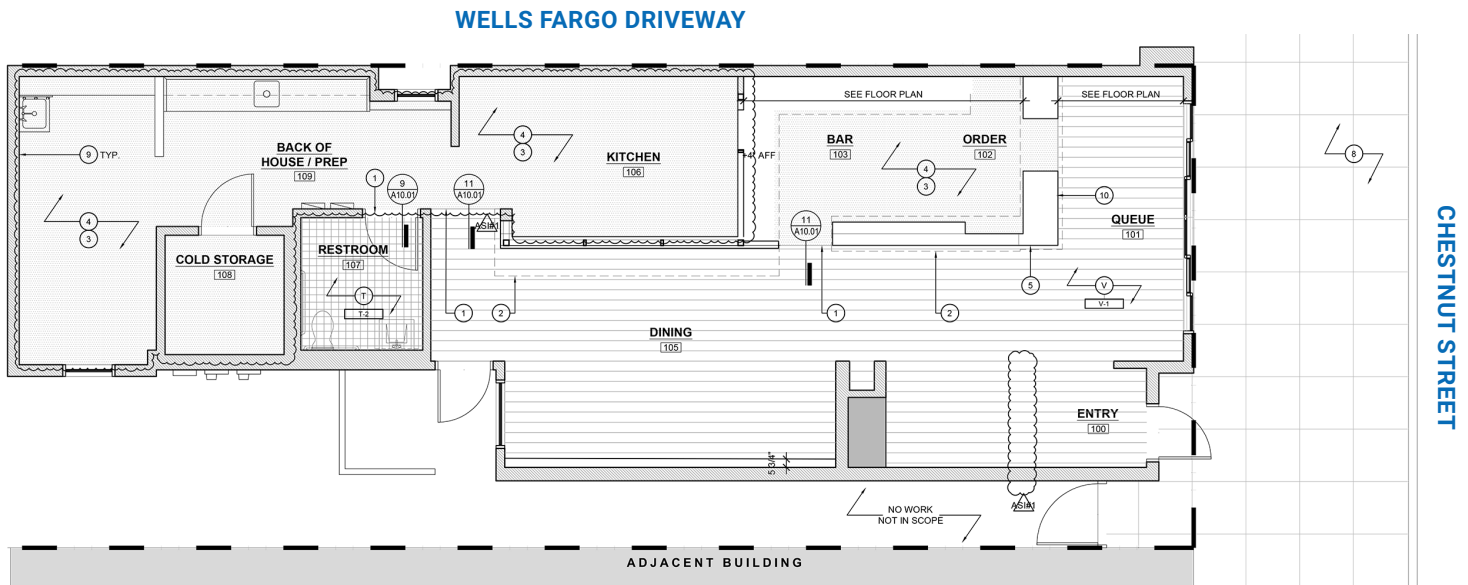 WELLS FARGO DRIVEWAY
SEE FLOOR PLAN
SEE FLOOR PLAN
9 TYP.
BACK OF
HOUSE / PREP
109
4
3
KITCHEN
106
+4' AFF
BAR
103
ORDER
102
4
3
8
4
3
1
9
A10.01
11
A10.01
ASI#1
11
A10.01
10
QUEUE
101
COLD STORAGE
108
RESTROOM
107
T
T-2
1
2
1
2
5
V
V-1
DINING
105
ENTRY
100
5 3/4"
ASI#1
NO WORK
NOT IN SCOPE
ADJACENT BUILDING
CHESTNUT STREET